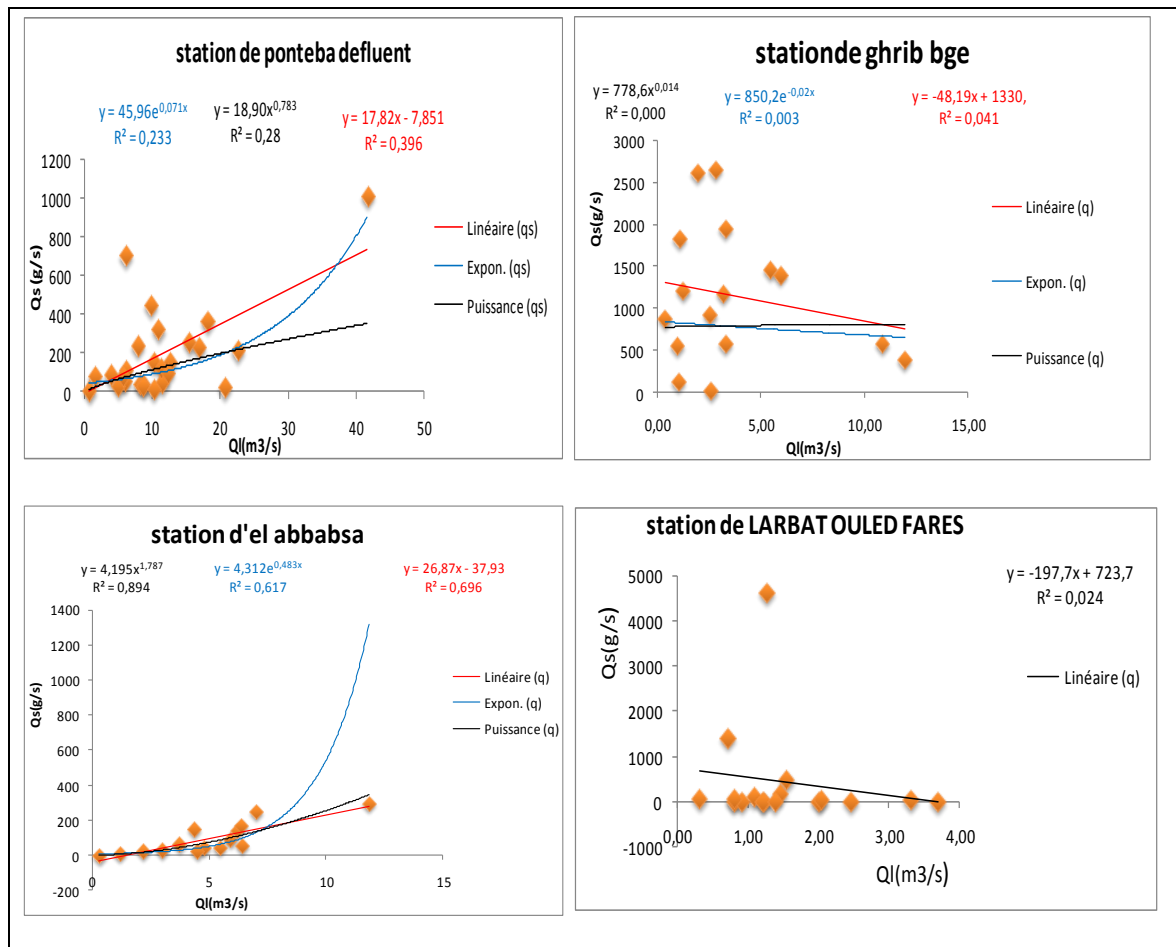 station de ponteba defluent
y = 45,96e^0,071x
R² = 0,233
y = 18,90x^0,783
R² = 0,28
y = 17,82x - 7,851
R² = 0,396
1200
1000
800
600
400
200
0
Qs (g/s)
0 10 20 30 40 50
Ql(m3/s)
Linéaire (qs)
Expon. (qs)
Puissance (qs)
stationde ghrib bge
y = 778,6x^0,014
R² = 0,000
y = 850,2e^-0,02x
R² = 0,003
y = -48,19x + 1330,
R² = 0,041
3000
2500
2000
1500
1000
500
0
Qs(g/s)
0,00 5,00 10,00 15,00
Ql(m3/s)
Linéaire (q)
Expon. (q)
Puissance (q)
station d'el abbabsa
y = 4,195x^1,787
R² = 0,894
y = 4,312e^0,483x
R² = 0,617
y = 26,87x - 37,93
R² = 0,696
1400
1200
1000
800
600
400
200
0
-200
Qs(g/s)
0 5 10 15
Ql(m3/s)
Linéaire (q)
Expon. (q)
Puissance (q)
station de LARBAT OULED FARES
y = -197,7x + 723,7
R² = 0,024
5000
4000
3000
2000
1000
0
-1000
Qs(g/s)
0,00 1,00 2,00 3,00 4,00
Ql(m3/s)
Linéaire (q)